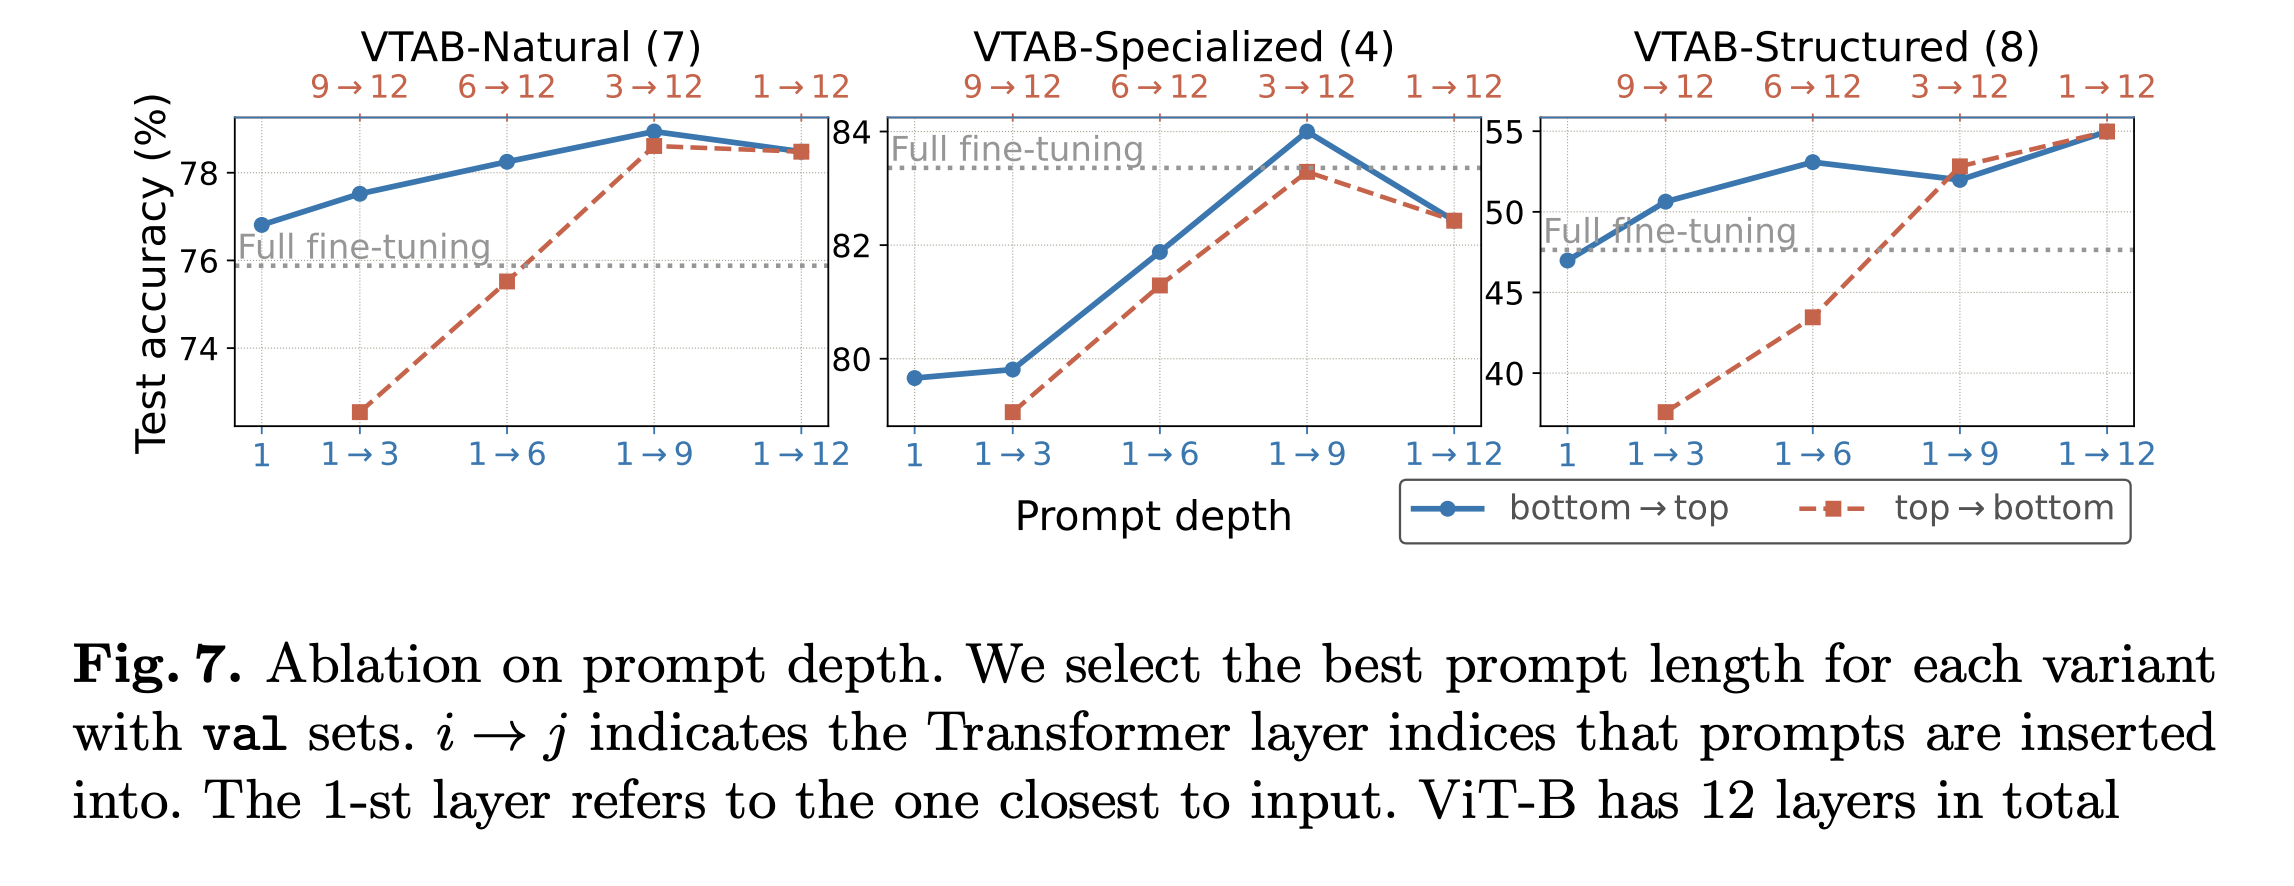 VTAB-Natural (7) VTAB-Specialized (4) VTAB-Structured (8)
9→12 6→12 3→12 1→12 9→12 6→12 3→12 1→12 9→12 6→12 3→12 1→12
Test accuracy (%)
78
76
74
Full fine-tuning
1 1→3 1→6 1→9 1→12
84
82
80
Full fine-tuning
1 1→3 1→6 1→9 1→12
55
50
45
40
Full fine-tuning
1 1→3 1→6 1→9 1→12
Prompt depth
bottom→top top→bottom
Fig. 7. Ablation on prompt depth. We select the best prompt length for each variant
with val sets. i → j indicates the Transformer layer indices that prompts are inserted
into. The 1-st layer refers to the one closest to input. ViT-B has 12 layers in total